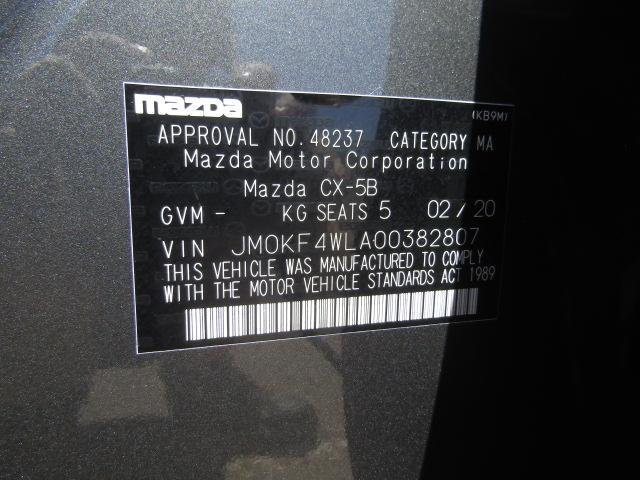 mazda
(KB9M)
APPROVAL NO.48237 CATEGORY MA
Mazda Motor Corporation
Mazda CX-5B
GVM - KG SEATS 5 02/20
VIN JM0KF4WLA00382807
THIS VEHICLE WAS MANUFACTURED TO COMPLY
WITH THE MOTOR VEHICLE STANDARDS ACT 1989